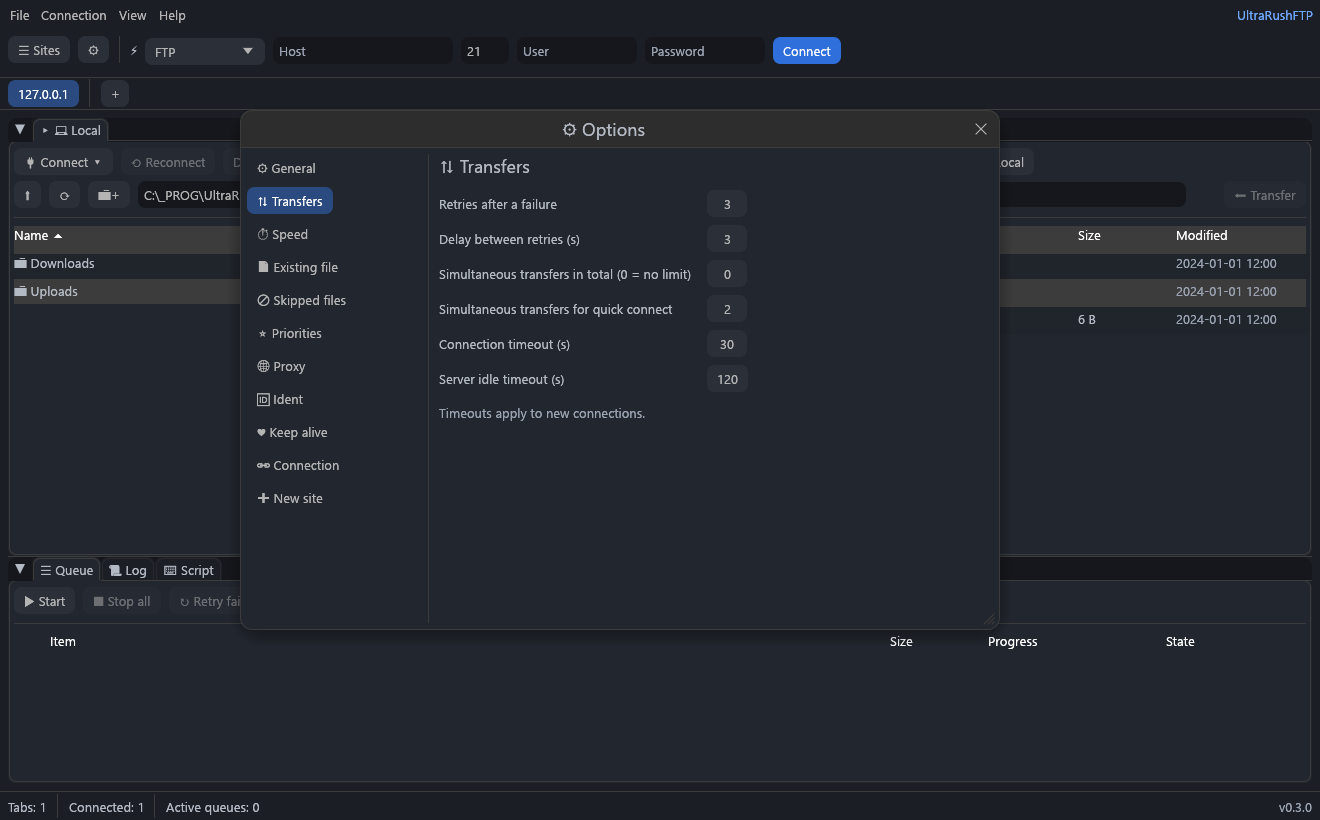 File Connection View Help UltraRushFTP
Sites FTP Host 21 User Password Connect
127.0.0.1 +
Local
Connect Reconnect
C:\_PROG\UltraR Transfer
Name Size Modified
Downloads 2024-01-01 12:00
Uploads 2024-01-01 12:00
6 B 2024-01-01 12:00
Options
General
Transfers
Speed
Existing file
Skipped files
Priorities
Proxy
Ident
Keep alive
Connection
New site
Transfers
Retries after a failure 3
Delay between retries (s) 3
Simultaneous transfers in total (0 = no limit) 0
Simultaneous transfers for quick connect 2
Connection timeout (s) 30
Server idle timeout (s) 120
Timeouts apply to new connections.
Queue Log Script
Start Stop all Retry fai
Item Size Progress State
Tabs: 1 Connected: 1 Active queues: 0 v0.3.0